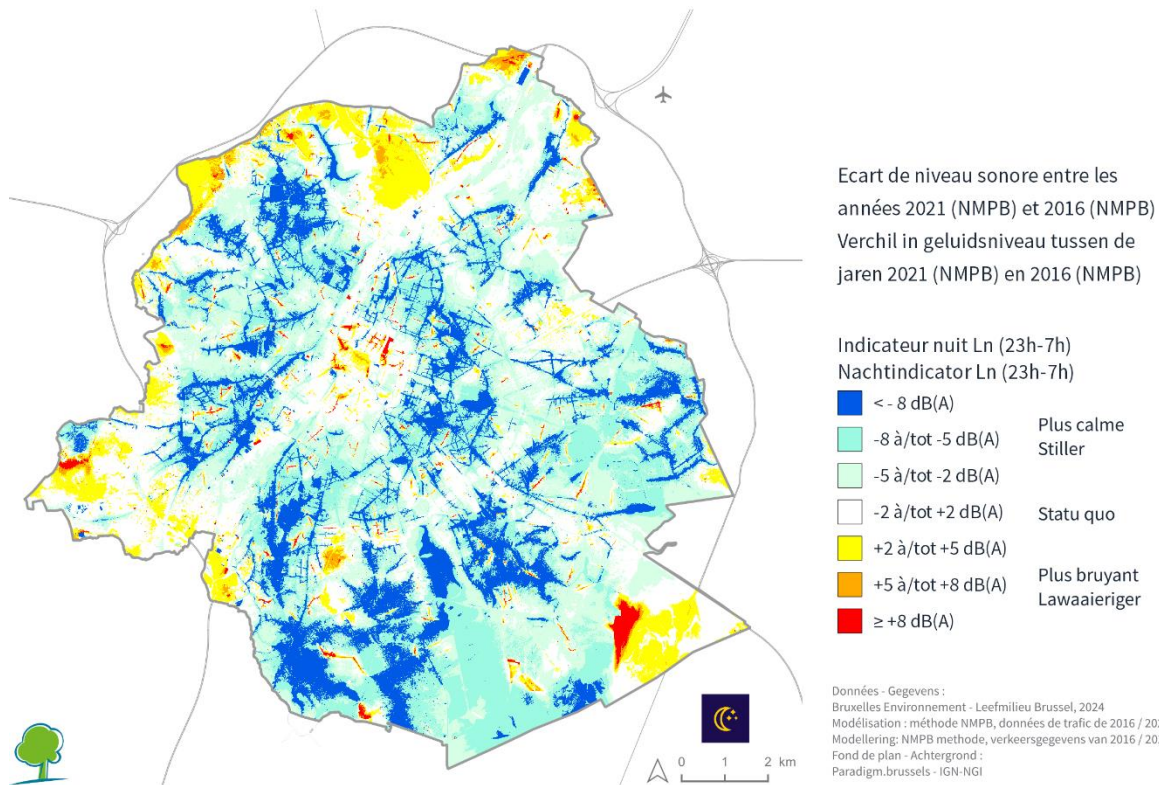 Ecart de niveau sonore entre les
années 2021 (NMPB) et 2016 (NMPB)
Verchil in geluidsniveau tussen de
jaren 2021 (NMPB) en 2016 (NMPB)
Indicateur nuit Ln (23h-7h)
Nachtindicator Ln (23h-7h)
< - 8 dB(A)
-8 à/tot -5 dB(A)
Plus calme
Stiller
-5 à/tot -2 dB(A)
-2 à/tot +2 dB(A)
Statu quo
+2 à/tot +5 dB(A)
+5 à/tot +8 dB(A)
Plus bruyant
Lawaaieriger
≥ +8 dB(A)
Données - Gegevens :
Bruxelles Environnement - Leefmilieu Brussel, 2024
Modélisation : méthode NMPB, données de trafic de 2016 / 20
Modellering: NMPB methode, verkeersgegevens van 2016 / 20
Fond de plan - Achtergrond :
Paradigm.brussels - IGN-NGI
0 1 2 km